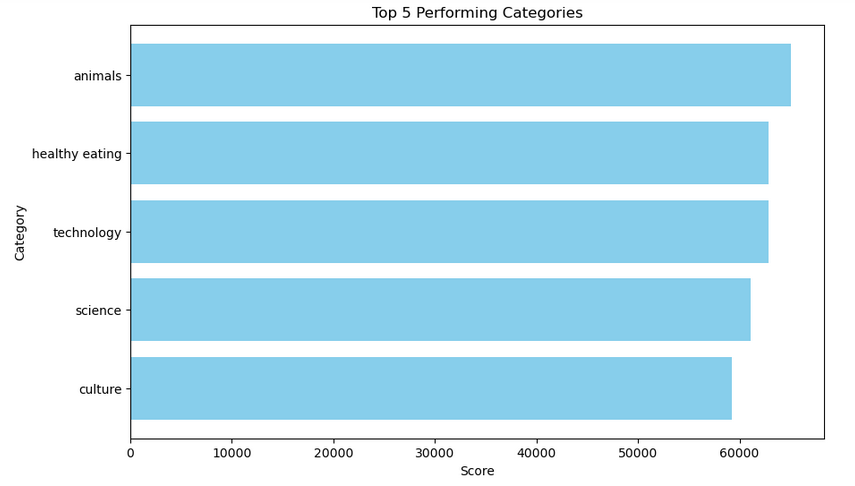 Top 5 Performing Categories
Category
animals
healthy eating
technology
science
culture
0 10000 20000 30000 40000 50000 60000
Score